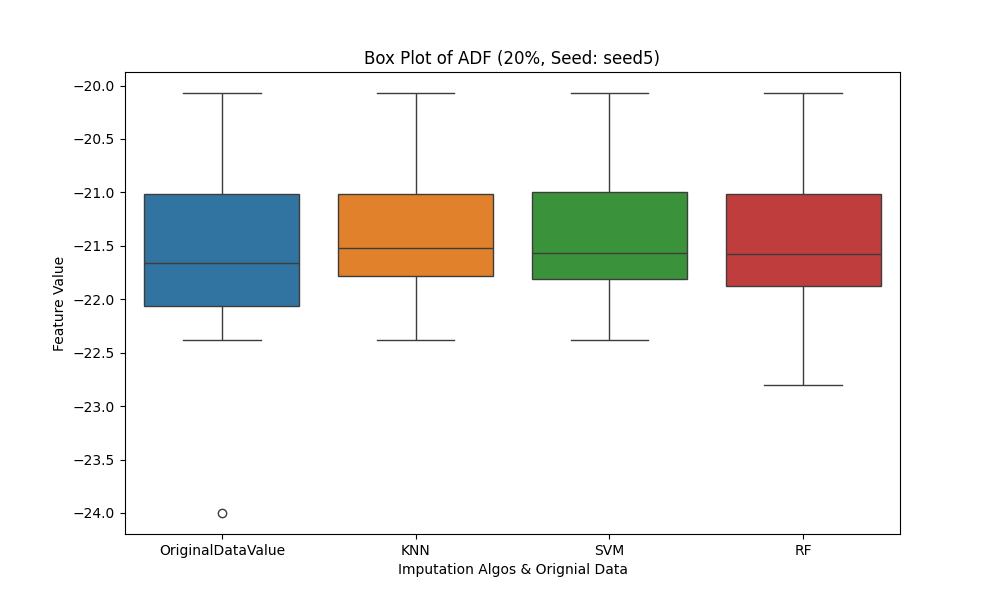 Box Plot of ADF (20%, Seed: seed5)
Feature Value
−20.0
−20.5
−21.0
−21.5
−22.0
−22.5
−23.0
−23.5
−24.0
OriginalDataValue KNN SVM RF
Imputation Algos & Orignial Data